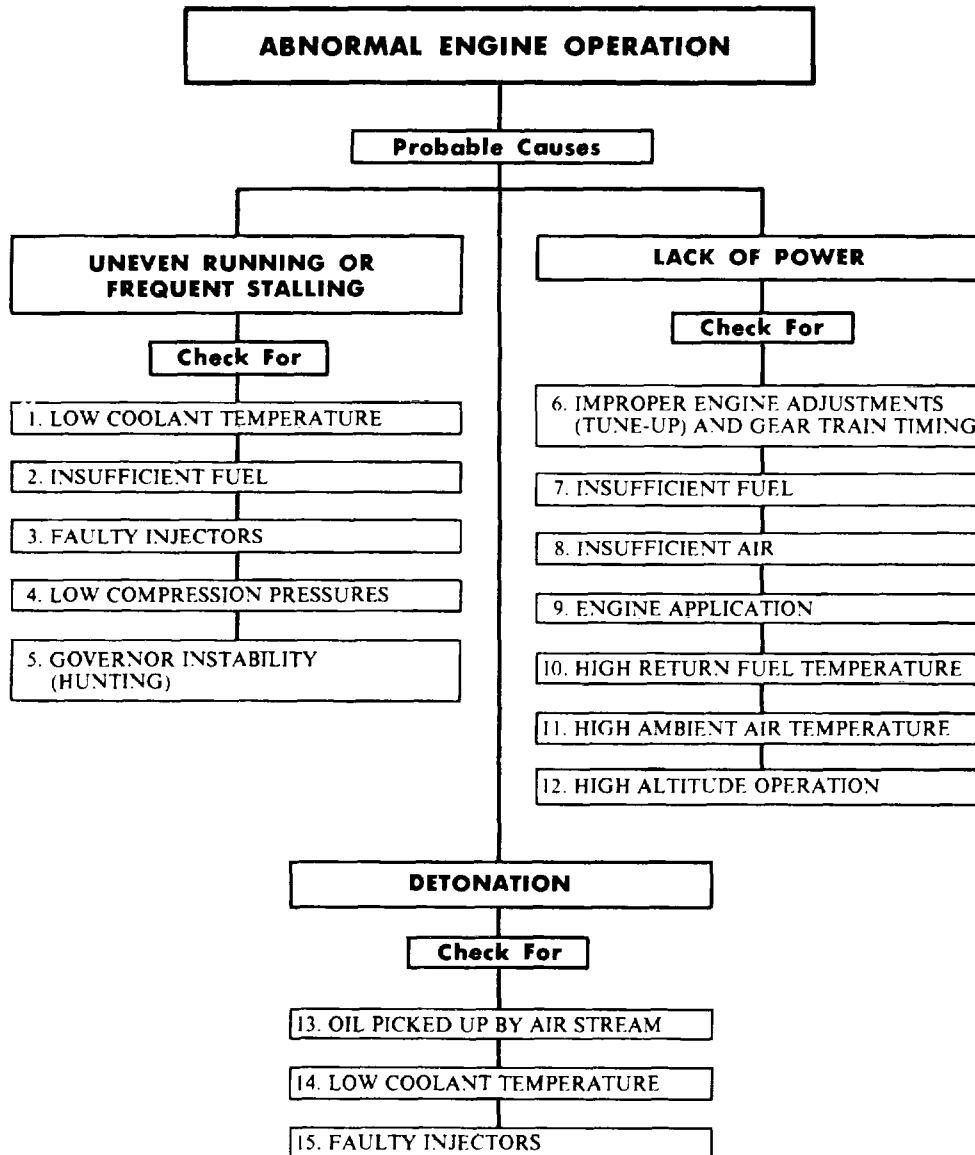 ABNORMAL ENGINE OPERATION
Probable Causes
UNEVEN RUNNING OR
FREQUENT STALLING
Check For
1. LOW COOLANT TEMPERATURE
2. INSUFFICIENT FUEL
3. FAULTY INJECTORS
4. LOW COMPRESSION PRESSURES
5. GOVERNOR INSTABILITY
(HUNTING)
LACK OF POWER
Check For
6. IMPROPER ENGINE ADJUSTMENTS
(TUNE-UP) AND GEAR TRAIN TIMING
7. INSUFFICIENT FUEL
8. INSUFFICIENT AIR
9. ENGINE APPLICATION
10. HIGH RETURN FUEL TEMPERATURE
11. HIGH AMBIENT AIR TEMPERATURE
12. HIGH ALTITUDE OPERATION
DETONATION
Check For
13. OIL PICKED UP BY AIR STREAM
14. LOW COOLANT TEMPERATURE
15. FAULTY INJECTORS